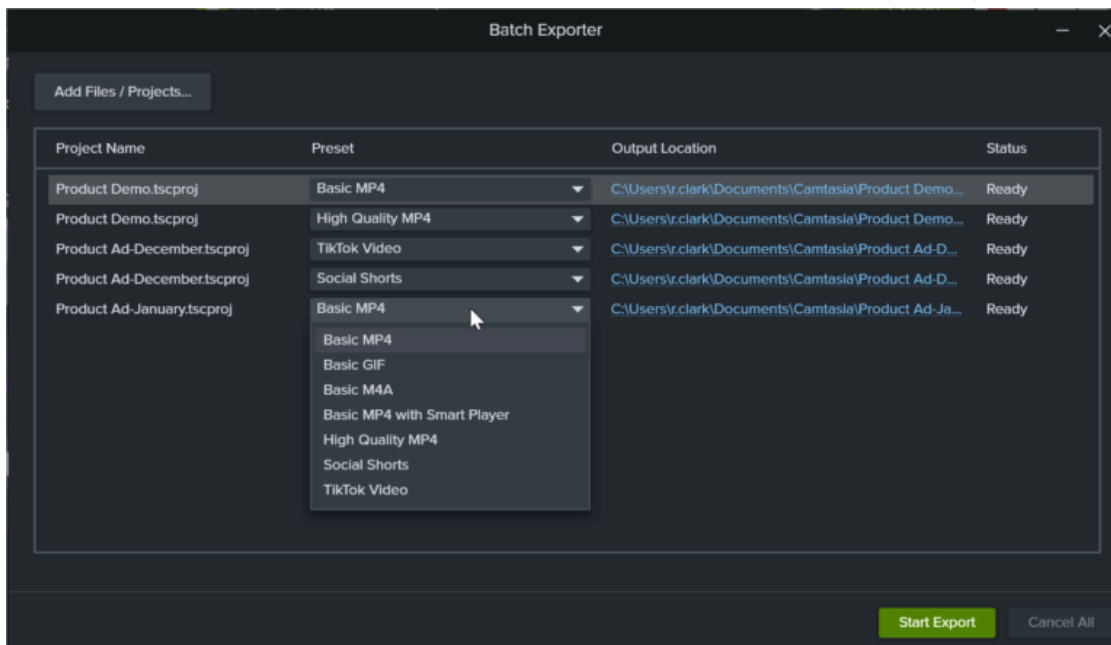 Batch Exporter
Add Files / Projects...
Project Name Preset Output Location Status
Product Demo.tscproj Basic MP4 C:\Users\r.clark\Documents\Camtasia\Product Demo... Ready
Product Demo.tscproj High Quality MP4 C:\Users\r.clark\Documents\Camtasia\Product Demo... Ready
Product Ad-December.tscproj TikTok Video C:\Users\r.clark\Documents\Camtasia\Product Ad-D... Ready
Product Ad-December.tscproj Social Shorts C:\Users\r.clark\Documents\Camtasia\Product Ad-D... Ready
Product Ad-January.tscproj Basic MP4 C:\Users\r.clark\Documents\Camtasia\Product Ad-Ja... Ready
Basic MP4
Basic GIF
Basic M4A
Basic MP4 with Smart Player
High Quality MP4
Social Shorts
TikTok Video
Start Export Cancel All